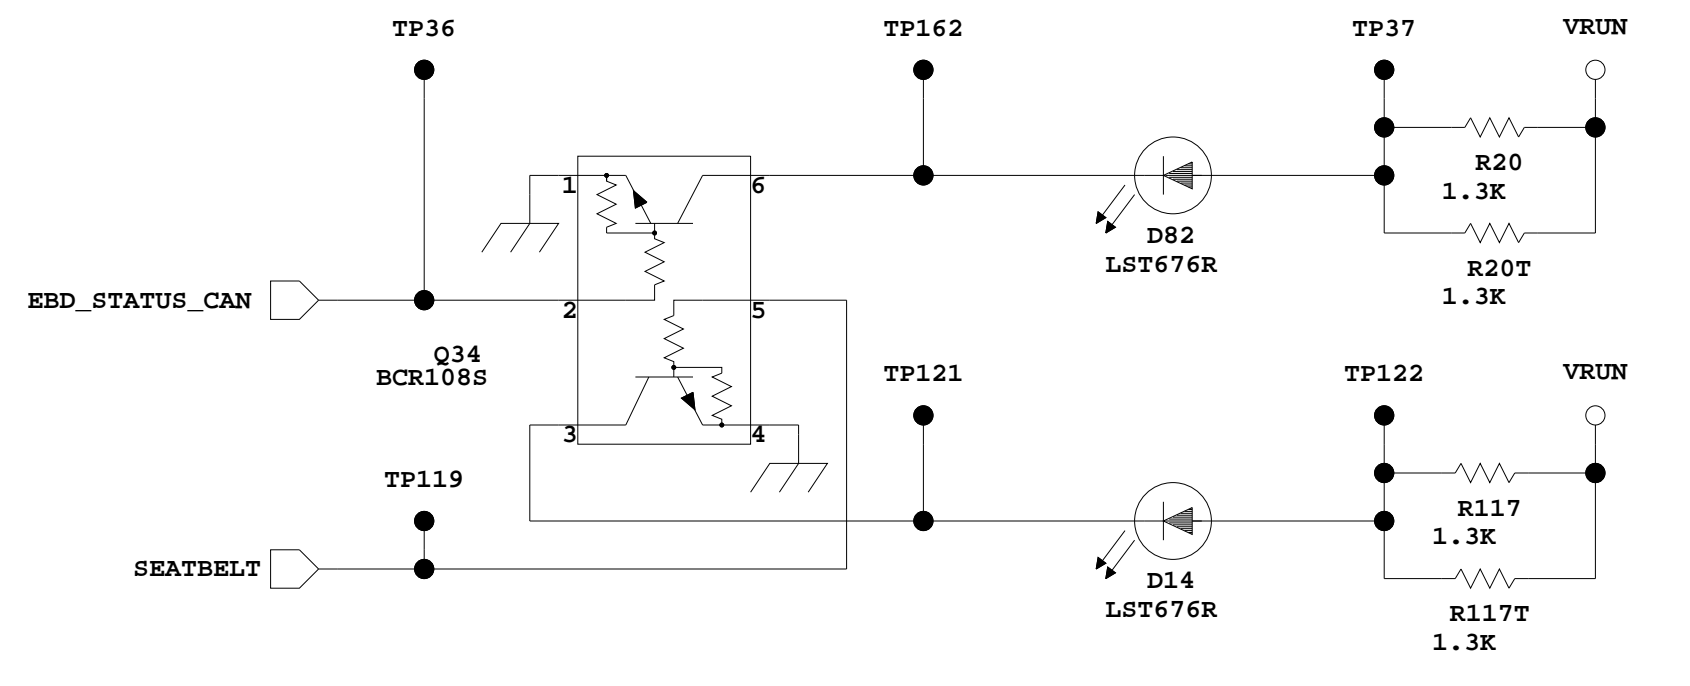 TP36
TP162
TP37
VRUN
1
6
R20
1.3K
D82
LST676R
R20T
1.3K
EBD_STATUS_CAN
2
5
Q34
BCR108S
TP121
TP122
VRUN
3
4
TP119
R117
1.3K
SEATBELT
D14
LST676R
R117T
1.3K